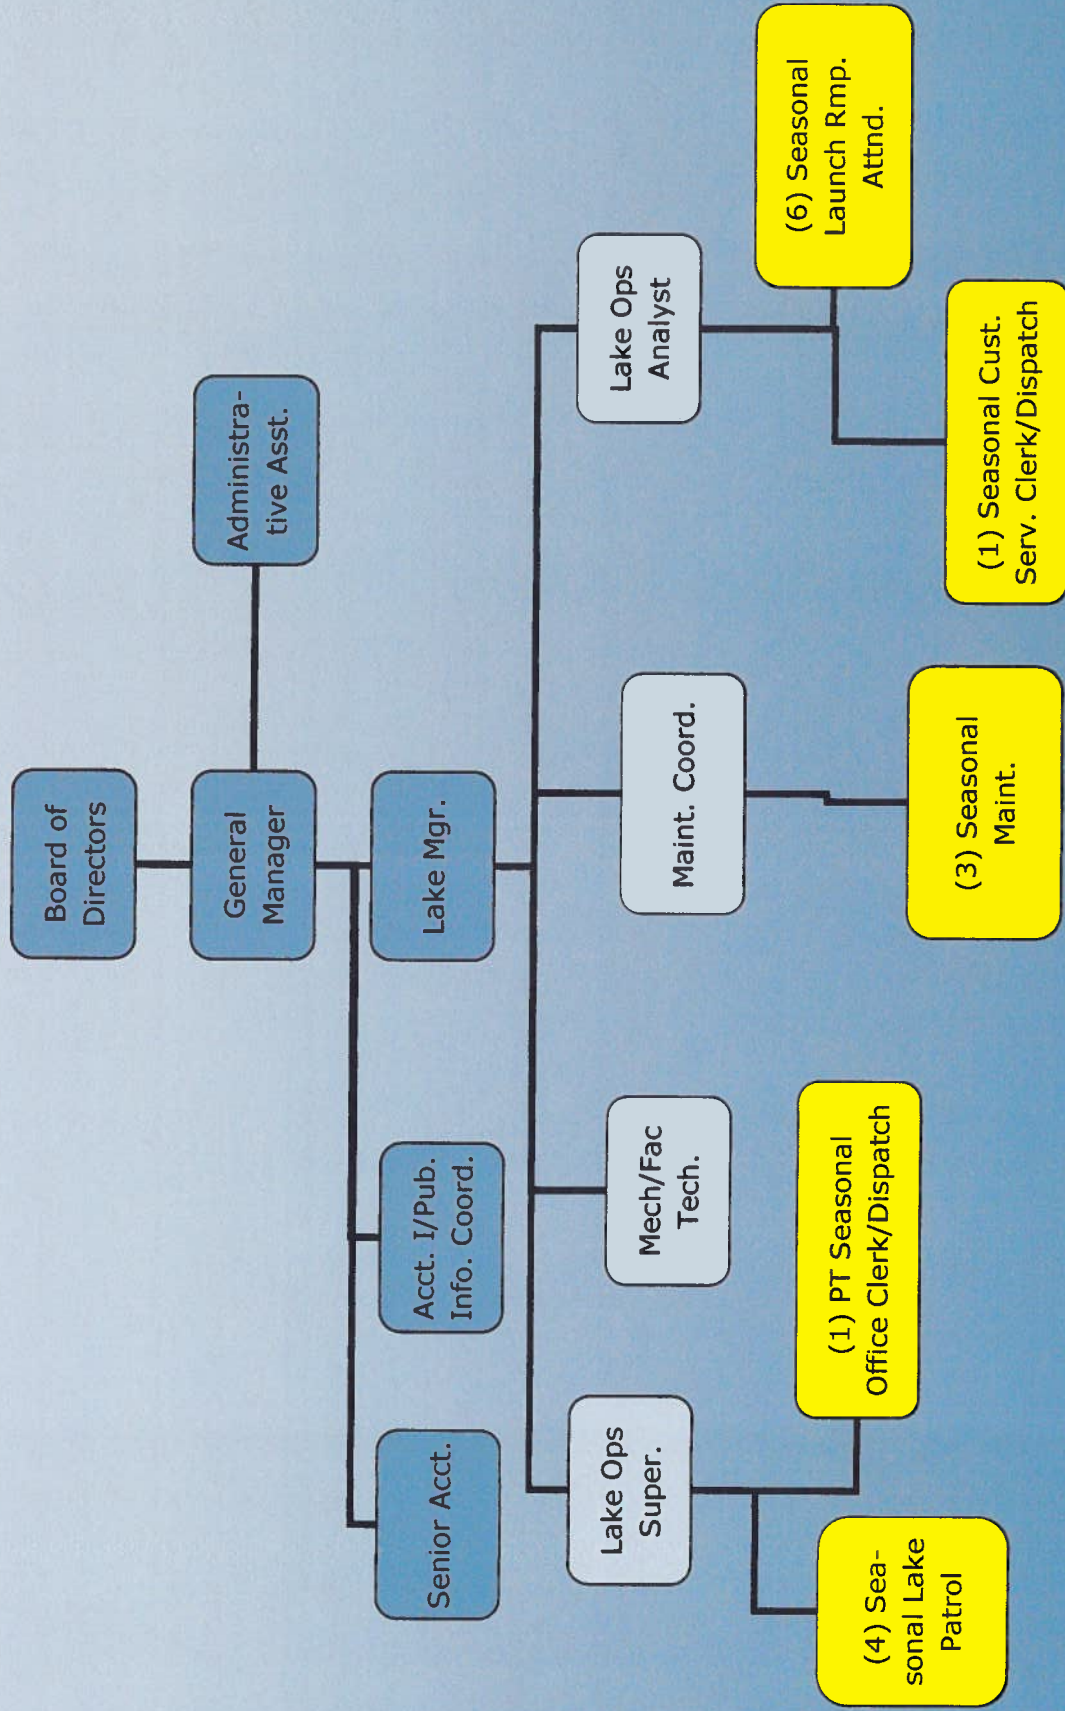 Board of
Directors
General
Manager
Administra-
tive Asst.
Senior Acct.
Acct. I/Pub.
Info. Coord.
Lake Mgr.
Lake Ops
Super.
Mech/Fac
Tech.
Maint. Coord.
Lake Ops
Analyst
(4) Sea-
sonal Lake
Patrol
(1) PT Seasonal
Office Clerk/Dispatch
(3) Seasonal
Maint.
(1) Seasonal Cust.
Serv. Clerk/Dispatch
(6) Seasonal
Launch Rmp.
Attnd.